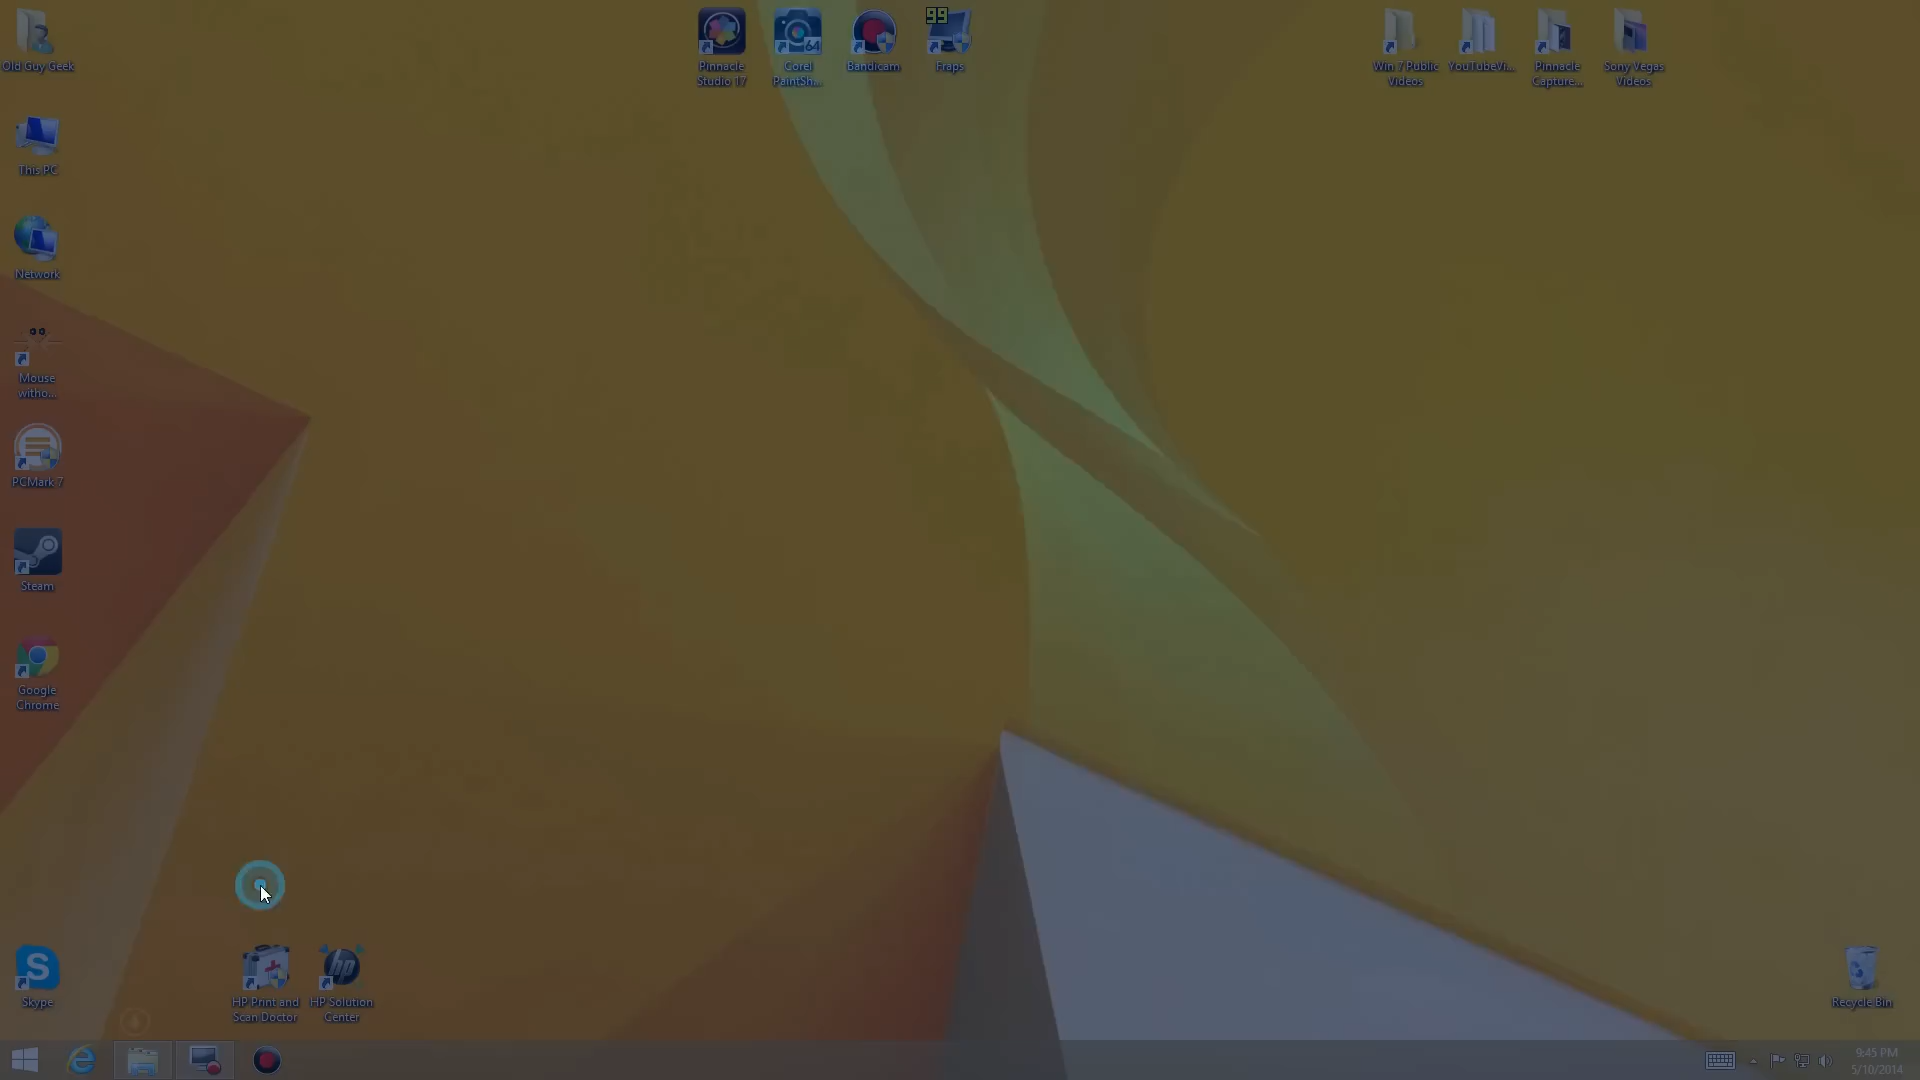 Old Guy Geek
This PC
Network
Mouse
witho...
PCMark 7
Steam
Google
Chrome
Skype
HP Print and
Scan Doctor
HP Solution
Center
Pinnacle
Studio 17
Corel
PaintSh...
64
Bandicam
99
Fraps
Win 7 Public
Videos
YouTubeVi...
Pinnacle
Capture...
Sony Vegas
Videos
Recycle Bin
9:45 PM
5/10/2014